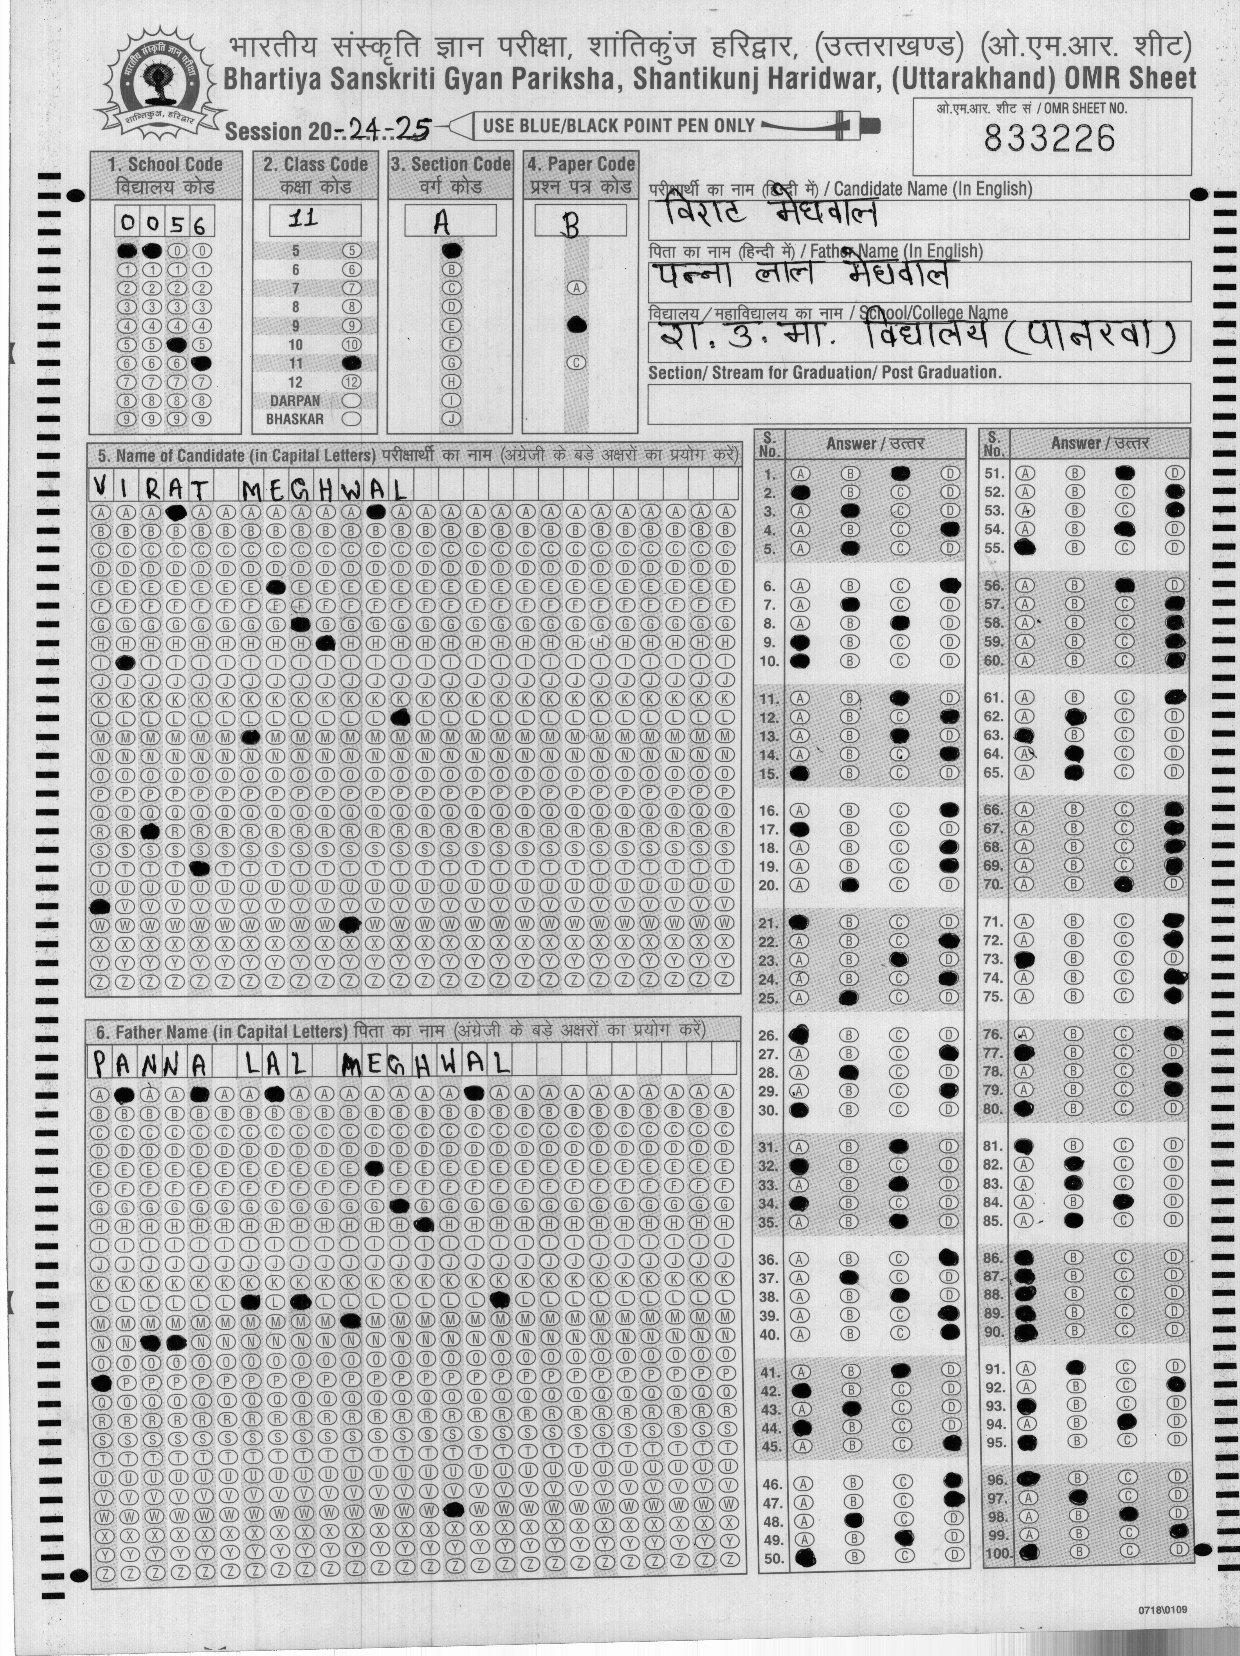 भारतीय संस्कृति ज्ञान परीक्षा, शांतिकुंज हरिद्वार, (उत्तराखण्ड) (ओ.एम.आर. शीट)
Bhartiya Sanskriti Gyan Pariksha, Shantikunj Haridwar, (Uttarakhand) OMR Sheet
Session 20-24-25
USE BLUE/BLACK POINT PEN ONLY
ओ.एम.आर. शीट सं / OMR SHEET NO.
833226
1. School Code
विद्यालय कोड
0056
2. Class Code
कक्षा कोड
11
5
6
7
8
9
10
11
12
DARPAN
BHASKAR
3. Section Code
वर्ग कोड
A
4. Paper Code
प्रश्न पत्र कोड
B
परीक्षार्थी का नाम (हिन्दी में) / Candidate Name (In English)
विराट मेघवाल
पिता का नाम (हिन्दी में) / Father Name (In English)
पन्ना लाल मेघवाल
विद्यालय/महाविद्यालय का नाम / School/College Name
रा. उ. मा. विद्यालय (पानरवा)
Section/ Stream for Graduation/ Post Graduation.
5. Name of Candidate (in Capital Letters) परीक्षार्थी का नाम (अंग्रेजी के बड़े अक्षरों का प्रयोग करें)
VIRAT MEGHWAL
6. Father Name (in Capital Letters) पिता का नाम (अंग्रेजी के बड़े अक्षरों का प्रयोग करें)
PANNA LAL MEGHWAL
S. No. Answer / उत्तर
S. No. Answer / उत्तर
0718\0109